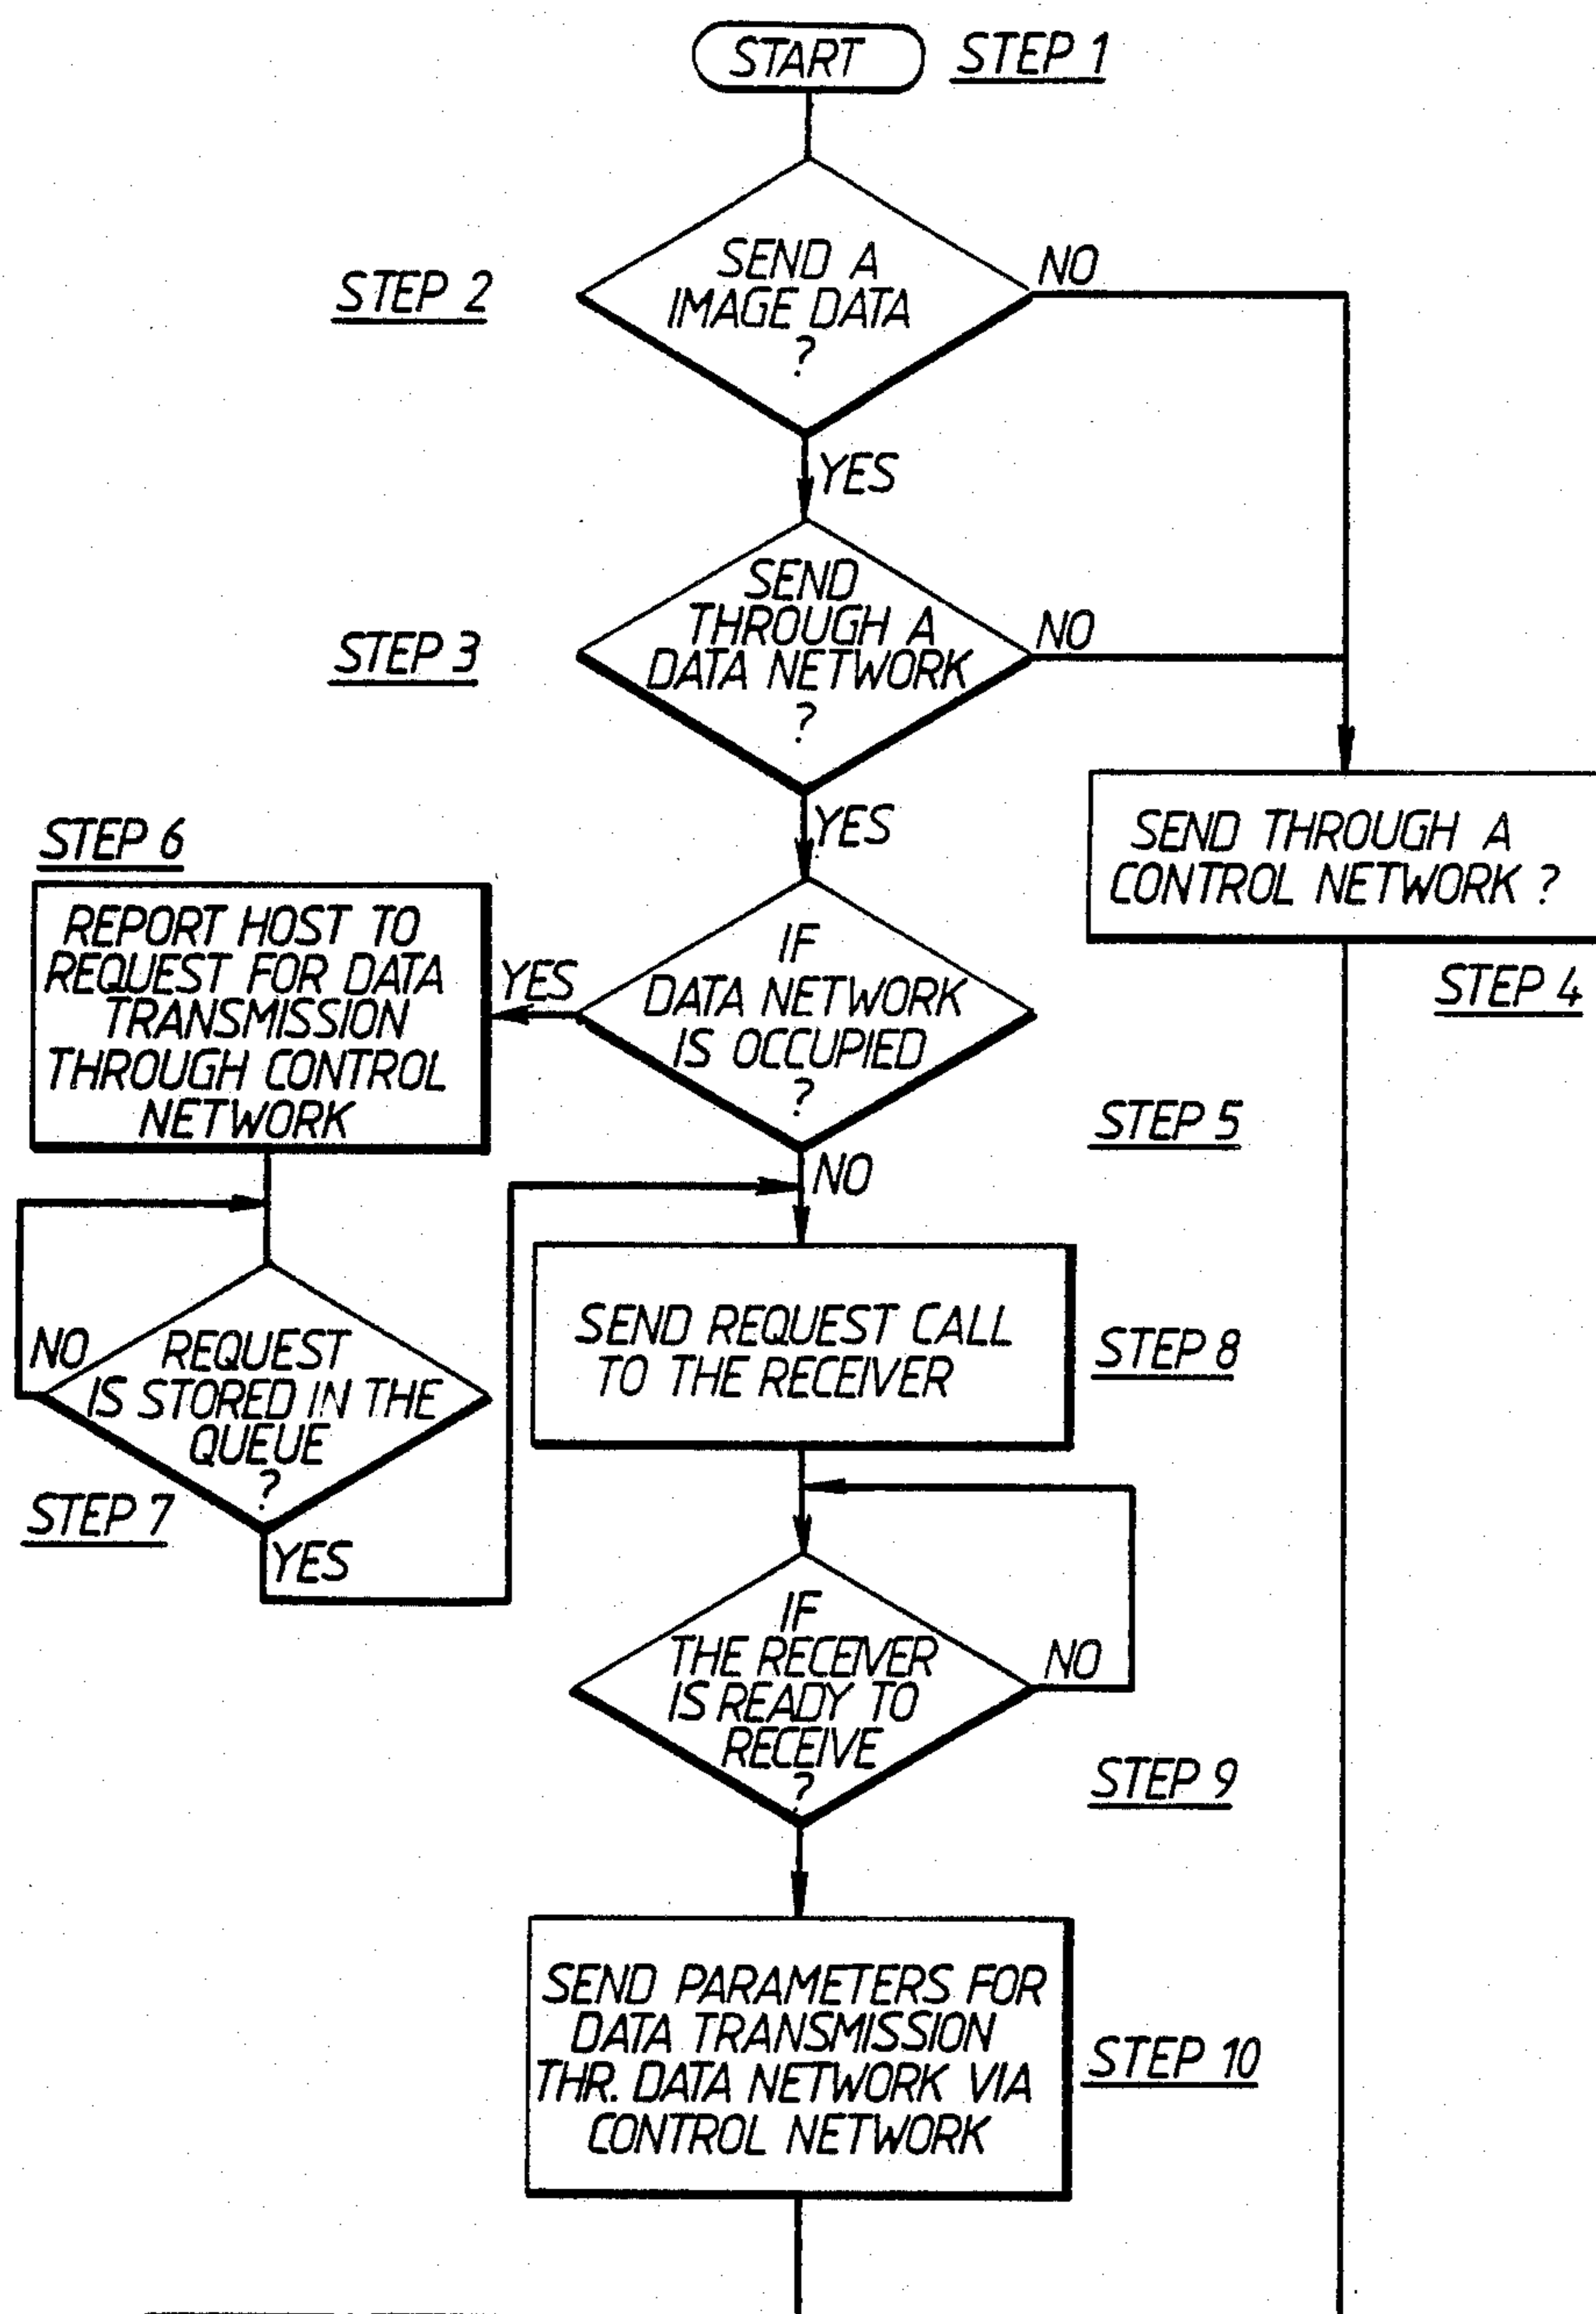 START
STEP 1
SEND A
IMAGE DATA
?
NO
STEP 2
YES
SEND
THROUGH A
DATA NETWORK
?
NO
STEP 3
YES
SEND THROUGH A
CONTROL NETWORK ?
STEP 4
STEP 6
REPORT HOST TO
REQUEST FOR DATA
TRANSMISSION
THROUGH CONTROL
NETWORK
YES
IF
DATA NETWORK
IS OCCUPIED
?
STEP 5
NO
NO
REQUEST
IS STORED IN THE
QUEUE
?
STEP 7
YES
SEND REQUEST CALL
TO THE RECEIVER
STEP 8
IF
THE RECEIVER
IS READY TO
RECEIVE
?
NO
STEP 9
SEND PARAMETERS FOR
DATA TRANSMISSION
THR. DATA NETWORK VIA
CONTROL NETWORK
STEP 10